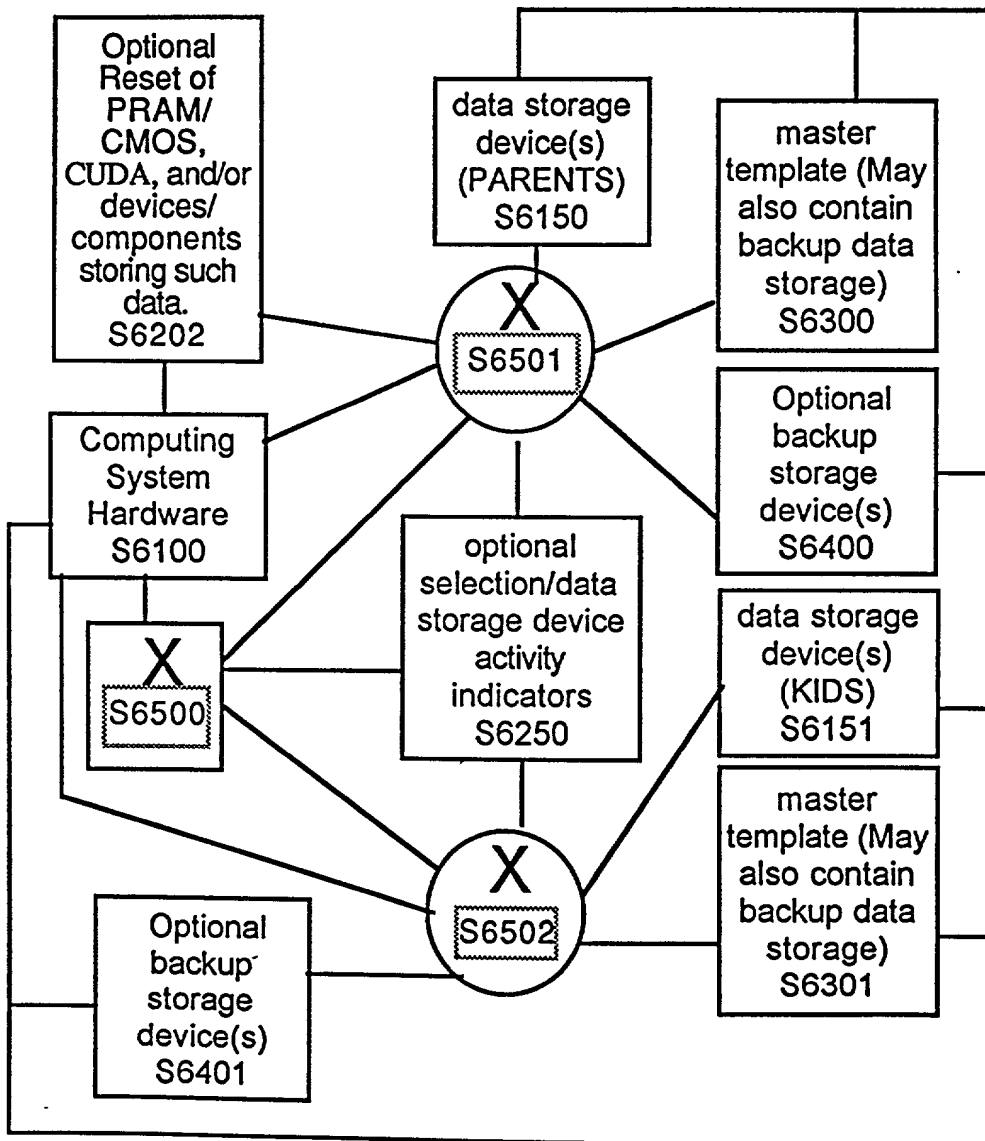 Optional
Reset of
PRAM/
CMOS,
CUDA, and/or
devices/
components
storing such
data.
S6202
data storage
device(s)
(PARENTS)
S6150
master
template (May
also contain
backup data
storage)
S6300
X
S6501
Computing
System
Hardware
S6100
Optional
backup
storage
device(s)
S6400
optional
selection/data
storage device
activity
indicators
S6250
X
S6500
data storage
device(s)
(KIDS)
S6151
master
template (May
also contain
backup data
storage)
S6301
X
S6502
Optional
backup
storage
device(s)
S6401